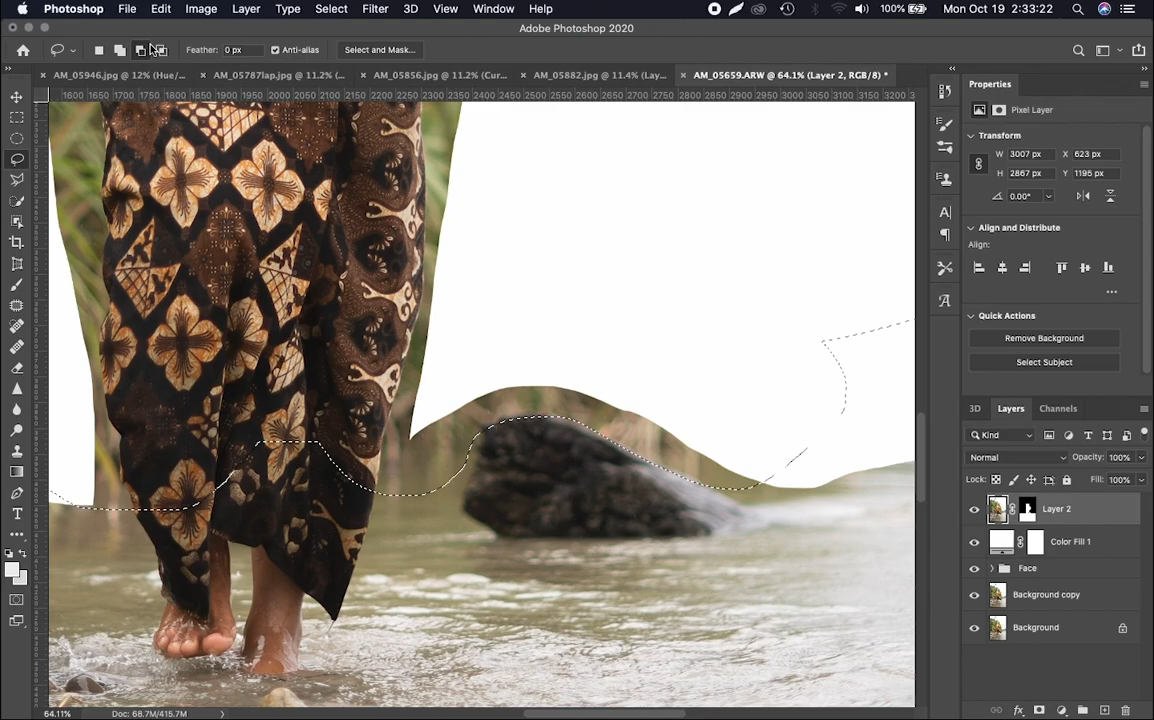 Photoshop File Edit Image Layer Type Select Filter 3D View Window Help 100% Mon Oct 19 2:33:22
Adobe Photoshop 2020
Feather: 0 px Anti-alias Select and Mask...
AM_05946.jpg @ 12% (Hue/... AM_05787lap.jpg @ 11.2% (... AM_05856.jpg @ 11.2% (Cur... AM_05882.jpg @ 11.4% (Lay... AM_05659.ARW @ 64.1% (Layer 2, RGB/8) *
1600 1650 1700 1750 1800 1850 1900 1950 2000 2050 2100 2150 2200 2250 2300 2350 2400 2450 2500 2550 2600 2650 2700 2750 2800 2850 2900 2950 3000 3050 3100 3150 3200 3
Properties
Pixel Layer
Transform
W 3007 px X 623 px
H 2867 px Y 1195 px
0.00°
Align and Distribute
Align:
Quick Actions
Remove Background
Select Subject
3D Layers Channels
Kind
Normal Opacity: 100%
Lock: Fill: 100%
Layer 2
Color Fill 1
Face
Background copy
Background
64.11% Doc: 68.7M/415.7M